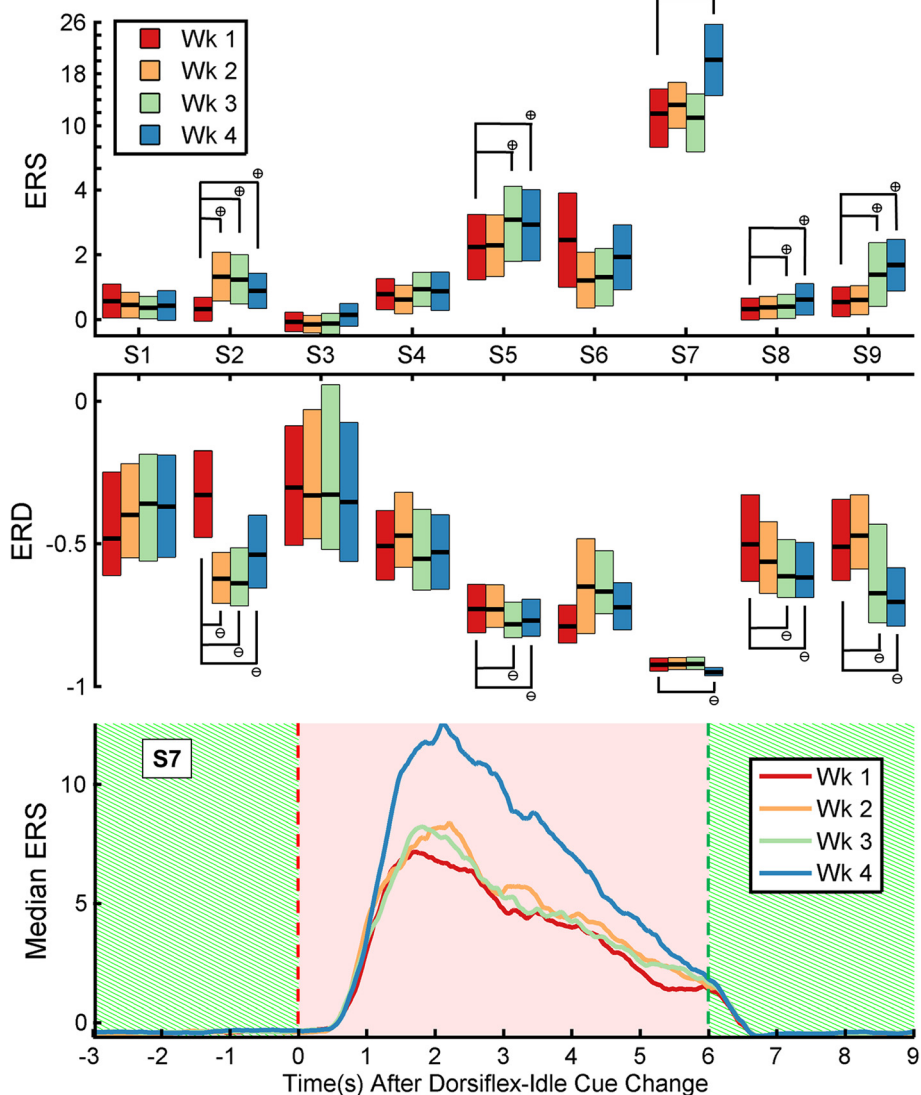 26
18
10
4
2
0
ERS
Wk 1
Wk 2
Wk 3
Wk 4
⊕
⊕
⊕
⊕
⊕
⊕
⊕
⊕
⊕
S1 S2 S3 S4 S5 S6 S7 S8 S9
0
-0.5
-1
ERD
⊖
⊖
⊖
⊖
⊖
⊖
⊖
⊖
⊖
⊖
S7
10
5
0
Median ERS
Wk 1
Wk 2
Wk 3
Wk 4
-3 -2 -1 0 1 2 3 4 5 6 7 8 9
Time(s) After Dorsiflex-Idle Cue Change